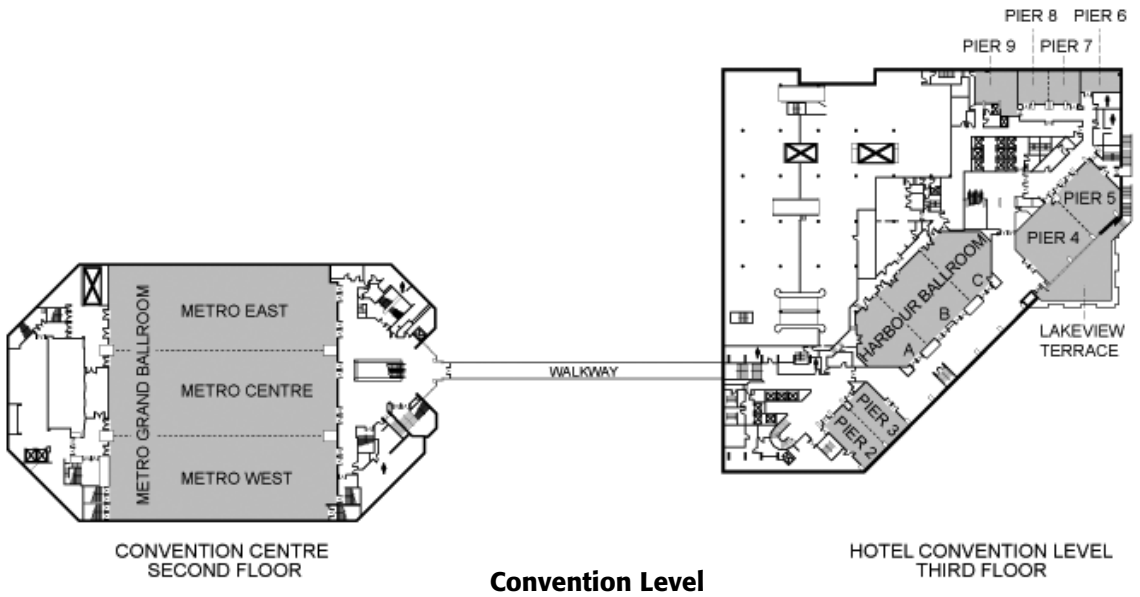 PIER 8 PIER 6
PIER 9 PIER 7
PIER 5
PIER 4
HARBOUR BALLROOM
C
B
A
LAKEVIEW
TERRACE
PIER 3
PIER 2
WALKWAY
METRO GRAND BALLROOM
METRO EAST
METRO CENTRE
METRO WEST
CONVENTION CENTRE
SECOND FLOOR
HOTEL CONVENTION LEVEL
THIRD FLOOR
Convention Level